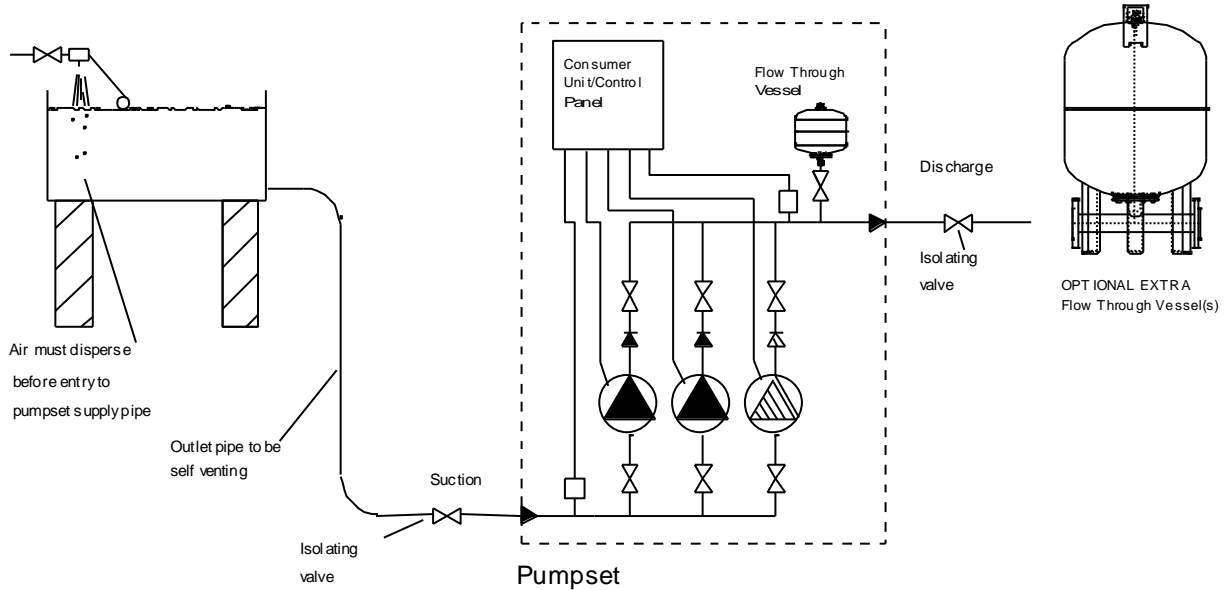 Consumer
Unit/Control
Panel
Flow Through
Vessel
Discharge
Isolating
valve
OPTIONAL EXTRA
Flow Through Vessel(s)
Air must disperse
before entry to
pumpset supply pipe
Outlet pipe to be
self venting
Suction
Isolating
valve
Pumpset